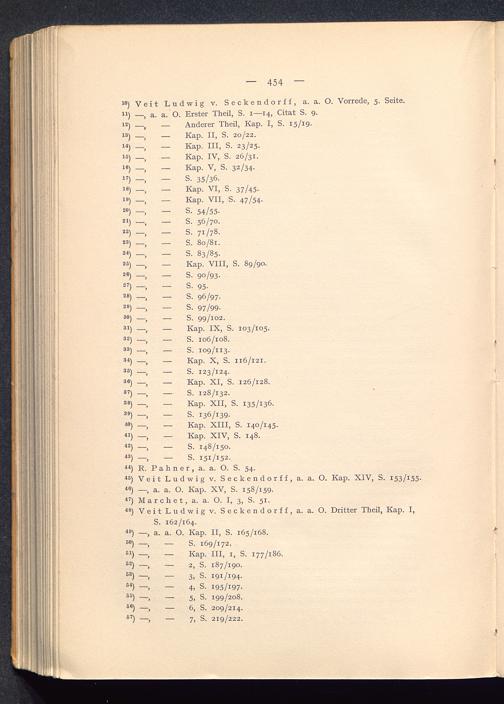 — 454 —
10) Veit Ludwig v. Seckendorff, a. a. O. Vorrede, 5. Seite.
11) —, a. a. O. Erster Theil, S. 1—14, Citat S. 9.
12) —, — Anderer Theil, Kap. I, S. 15/19.
13) —, — Kap. II, S. 20/22.
14) —, — Kap. III, S. 23/25.
15) —, — Kap. IV, S. 26/31.
16) —, — Kap. V, S. 32/34.
17) —, — S. 35/36.
18) —, — Kap. VI, S. 37/45.
19) —, — Kap. VII, S. 47/54.
20) —, — S. 54/55.
21) —, — S. 56/70.
22) —, — S. 71/78.
23) —, — S. 80/81.
24) —, — S. 83/85.
25) —, — Kap. VIII, S. 89/90.
26) —, — S. 90/93.
27) —, — S. 95.
28) —, — S. 96/97.
29) —, — S. 97/99.
30) —, — S. 99/102.
31) —, — Kap. IX, S. 103/105.
32) —, — S. 106/108.
33) —, — S. 109/113.
34) —, — Kap. X, S. 116/121.
35) —, — S. 123/124.
36) —, — Kap. XI, S. 126/128.
37) —, — S. 128/132.
38) —, — Kap. XII, S. 135/136.
39) —, — S. 136/139.
40) —, — Kap. XIII, S. 140/145.
41) —, — Kap. XIV, S. 148.
42) —, — S. 148/150.
43) —, — S. 151/152.
44) R. Pahner, a. a. O. S. 54.
45) Veit Ludwig v. Seckendorff, a. a. O. Kap. XIV, S. 153/155.
46) —, a. a. O. Kap. XV, S. 158/159.
47) Marchet, a. a. O. I, 3, S. 51.
48) Veit Ludwig v. Seckendorff, a. a. O. Dritter Theil, Kap. I,
S. 162/164.
49) —, a. a. O. Kap. II, S. 165/168.
50) —, — S. 169/172.
51) —, — Kap. III, 1, S. 177/186.
52) —, — 2, S. 187/190.
53) —, — 3, S. 191/194.
54) —, — 4, S. 195/197.
55) —, — 5, S. 199/208.
56) —, — 6, S. 209/214.
57) —, — 7, S. 219/222.